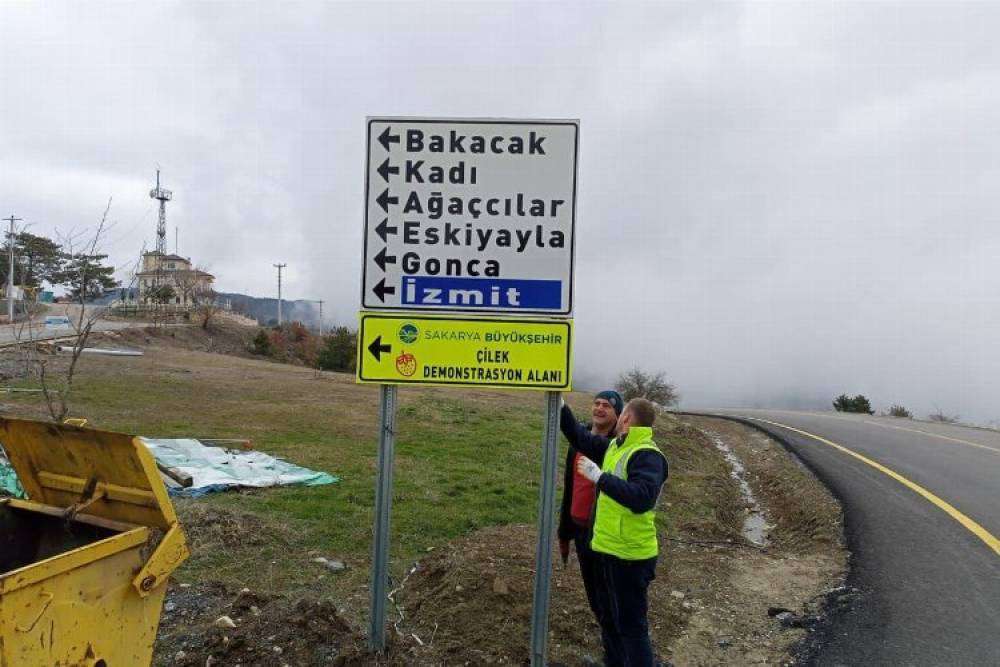 Bakacak
Kadı
Ağaççılar
Eskiyayla
Gonca
İzmit
SAKARYA BÜYÜKŞEHİR
ÇİLEK
DEMONSTRASYON ALANI